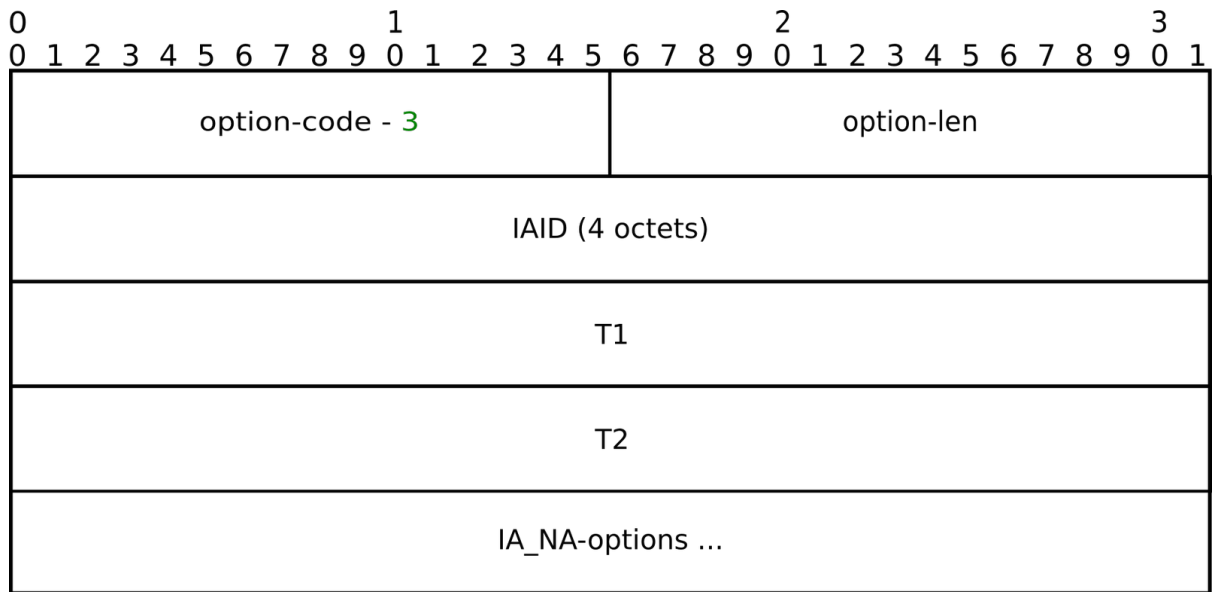 0 1 2 3
0 1 2 3 4 5 6 7 8 9 0 1 2 3 4 5 6 7 8 9 0 1 2 3 4 5 6 7 8 9 0 1
option-code - 3 option-len
IAID (4 octets)
T1
T2
IA_NA-options ...